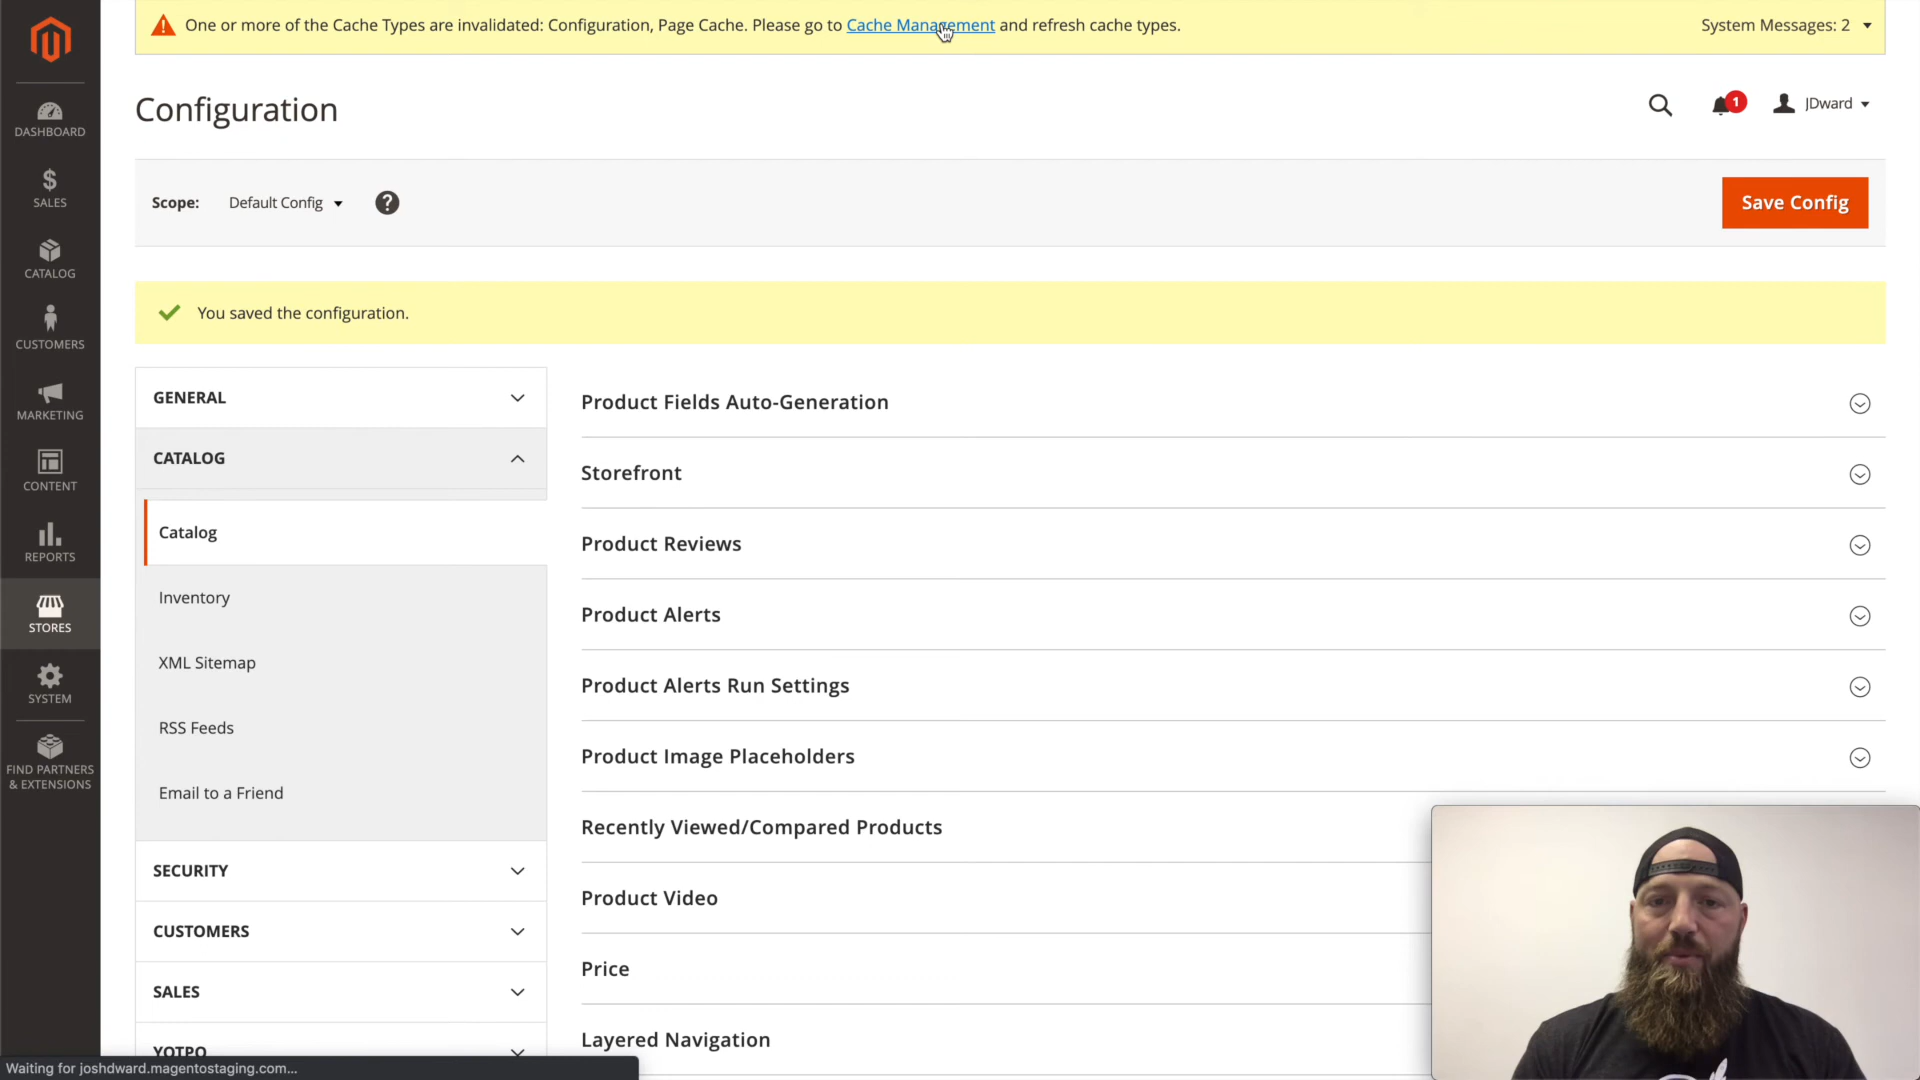 One or more of the Cache Types are invalidated: Configuration, Page Cache. Please go to Cache Management and refresh cache types.
System Messages: 2
Configuration
1
JDward
DASHBOARD
SALES
CATALOG
CUSTOMERS
MARKETING
CONTENT
REPORTS
STORES
SYSTEM
FIND PARTNERS
& EXTENSIONS
Scope: Default Config ?
Save Config
You saved the configuration.
GENERAL
CATALOG
Catalog
Inventory
XML Sitemap
RSS Feeds
Email to a Friend
SECURITY
CUSTOMERS
SALES
YOTPO
Product Fields Auto-Generation
Storefront
Product Reviews
Product Alerts
Product Alerts Run Settings
Product Image Placeholders
Recently Viewed/Compared Products
Product Video
Price
Layered Navigation
Waiting for joshdward.magentostaging.com...